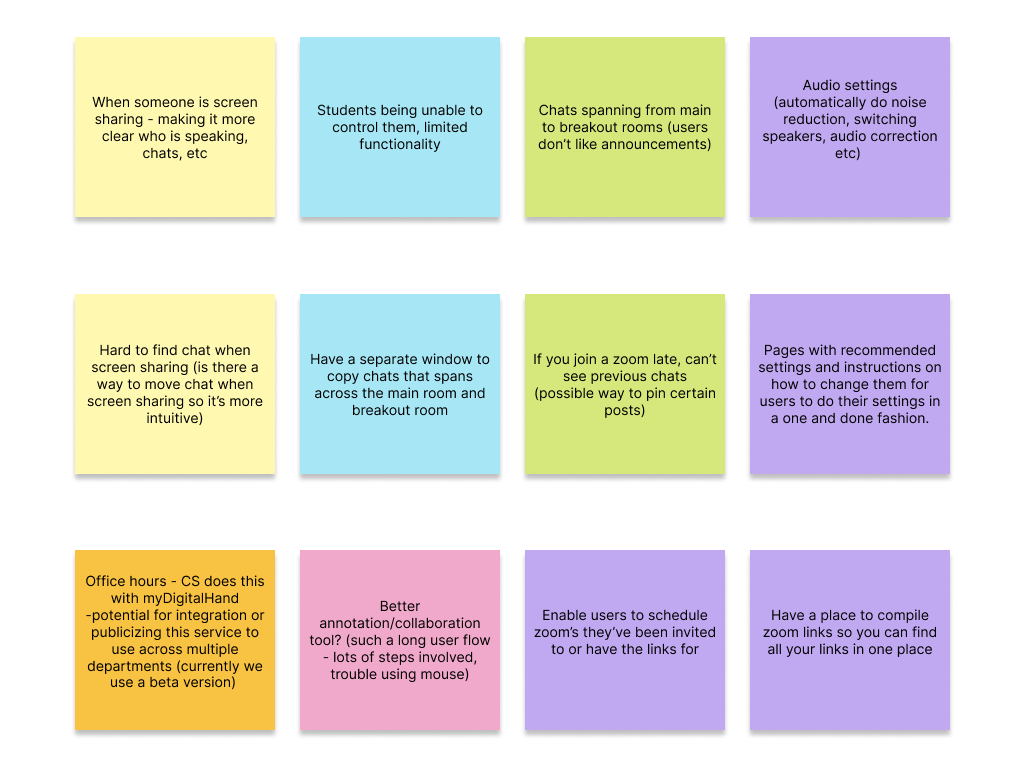 When someone is screen
sharing - making it more
clear who is speaking,
chats, etc
Students being unable to
control them, limited
functionality
Chats spanning from main
to breakout rooms (users
don’t like announcements)
Audio settings
(automatically do noise
reduction, switching
speakers, audio correction
etc)
Hard to find chat when
screen sharing (is there a
way to move chat when
screen sharing so it’s more
intuitive)
Have a separate window to
copy chats that spans
across the main room and
breakout room
If you join a zoom late, can’t
see previous chats
(possible way to pin certain
posts)
Pages with recommended
settings and instructions on
how to change them for
users to do their settings in
a one and done fashion.
Office hours - CS does this
with myDigitalHand
-potential for integration or
publicizing this service to
use across multiple
departments (currently we
use a beta version)
Better
annotation/collaboration
tool? (such a long user flow
- lots of steps involved,
trouble using mouse)
Enable users to schedule
zoom’s they’ve been invited
to or have the links for
Have a place to compile
zoom links so you can find
all your links in one place